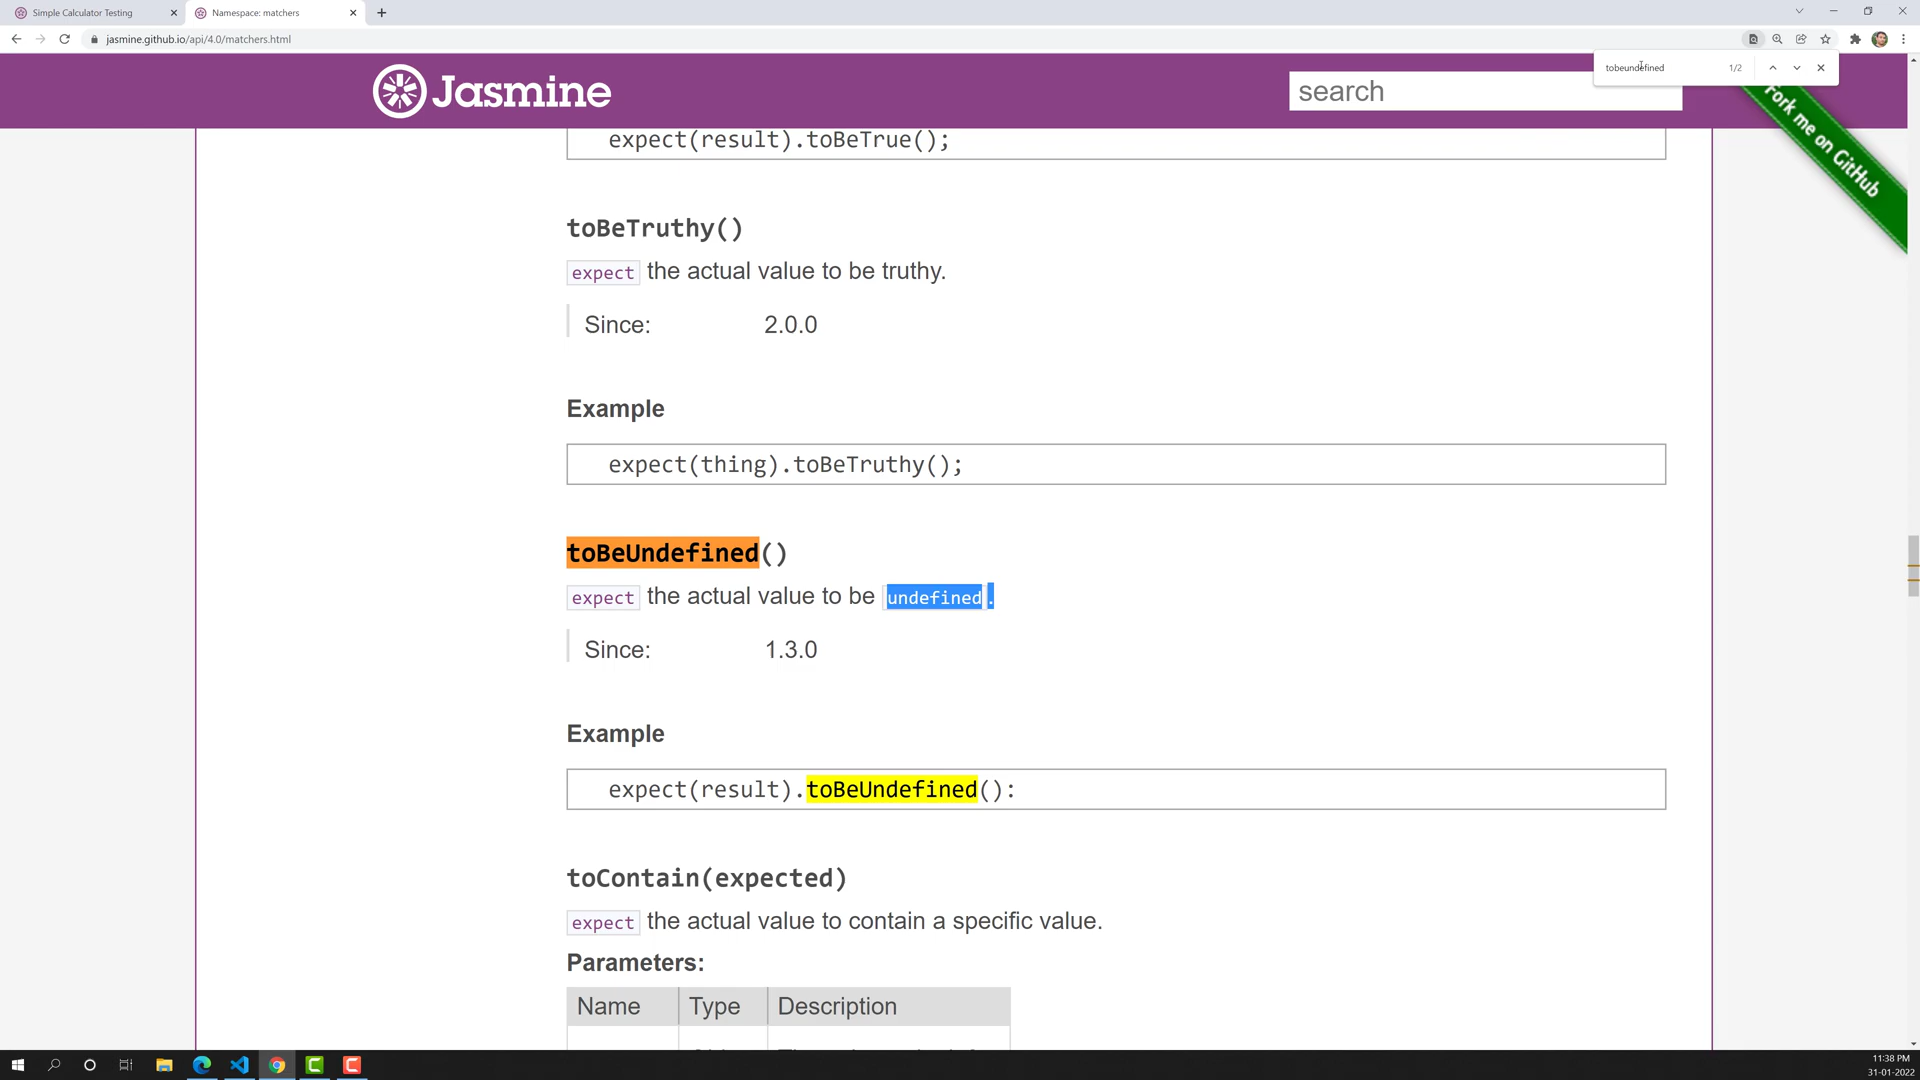 Simple Calculator Testing
Namespace: matchers
jasmine.github.io/api/4.0/matchers.html
tobeundefined 1/2
Jasmine
search
Fork me on GitHub
expect(result).toBeTrue();
toBeTruthy()
expect the actual value to be truthy.
Since: 2.0.0
Example
expect(thing).toBeTruthy();
toBeUndefined()
expect the actual value to be undefined.
Since: 1.3.0
Example
expect(result).toBeUndefined():
toContain(expected)
expect the actual value to contain a specific value.
Parameters:
Name Type Description
11:38 PM
31-01-2022